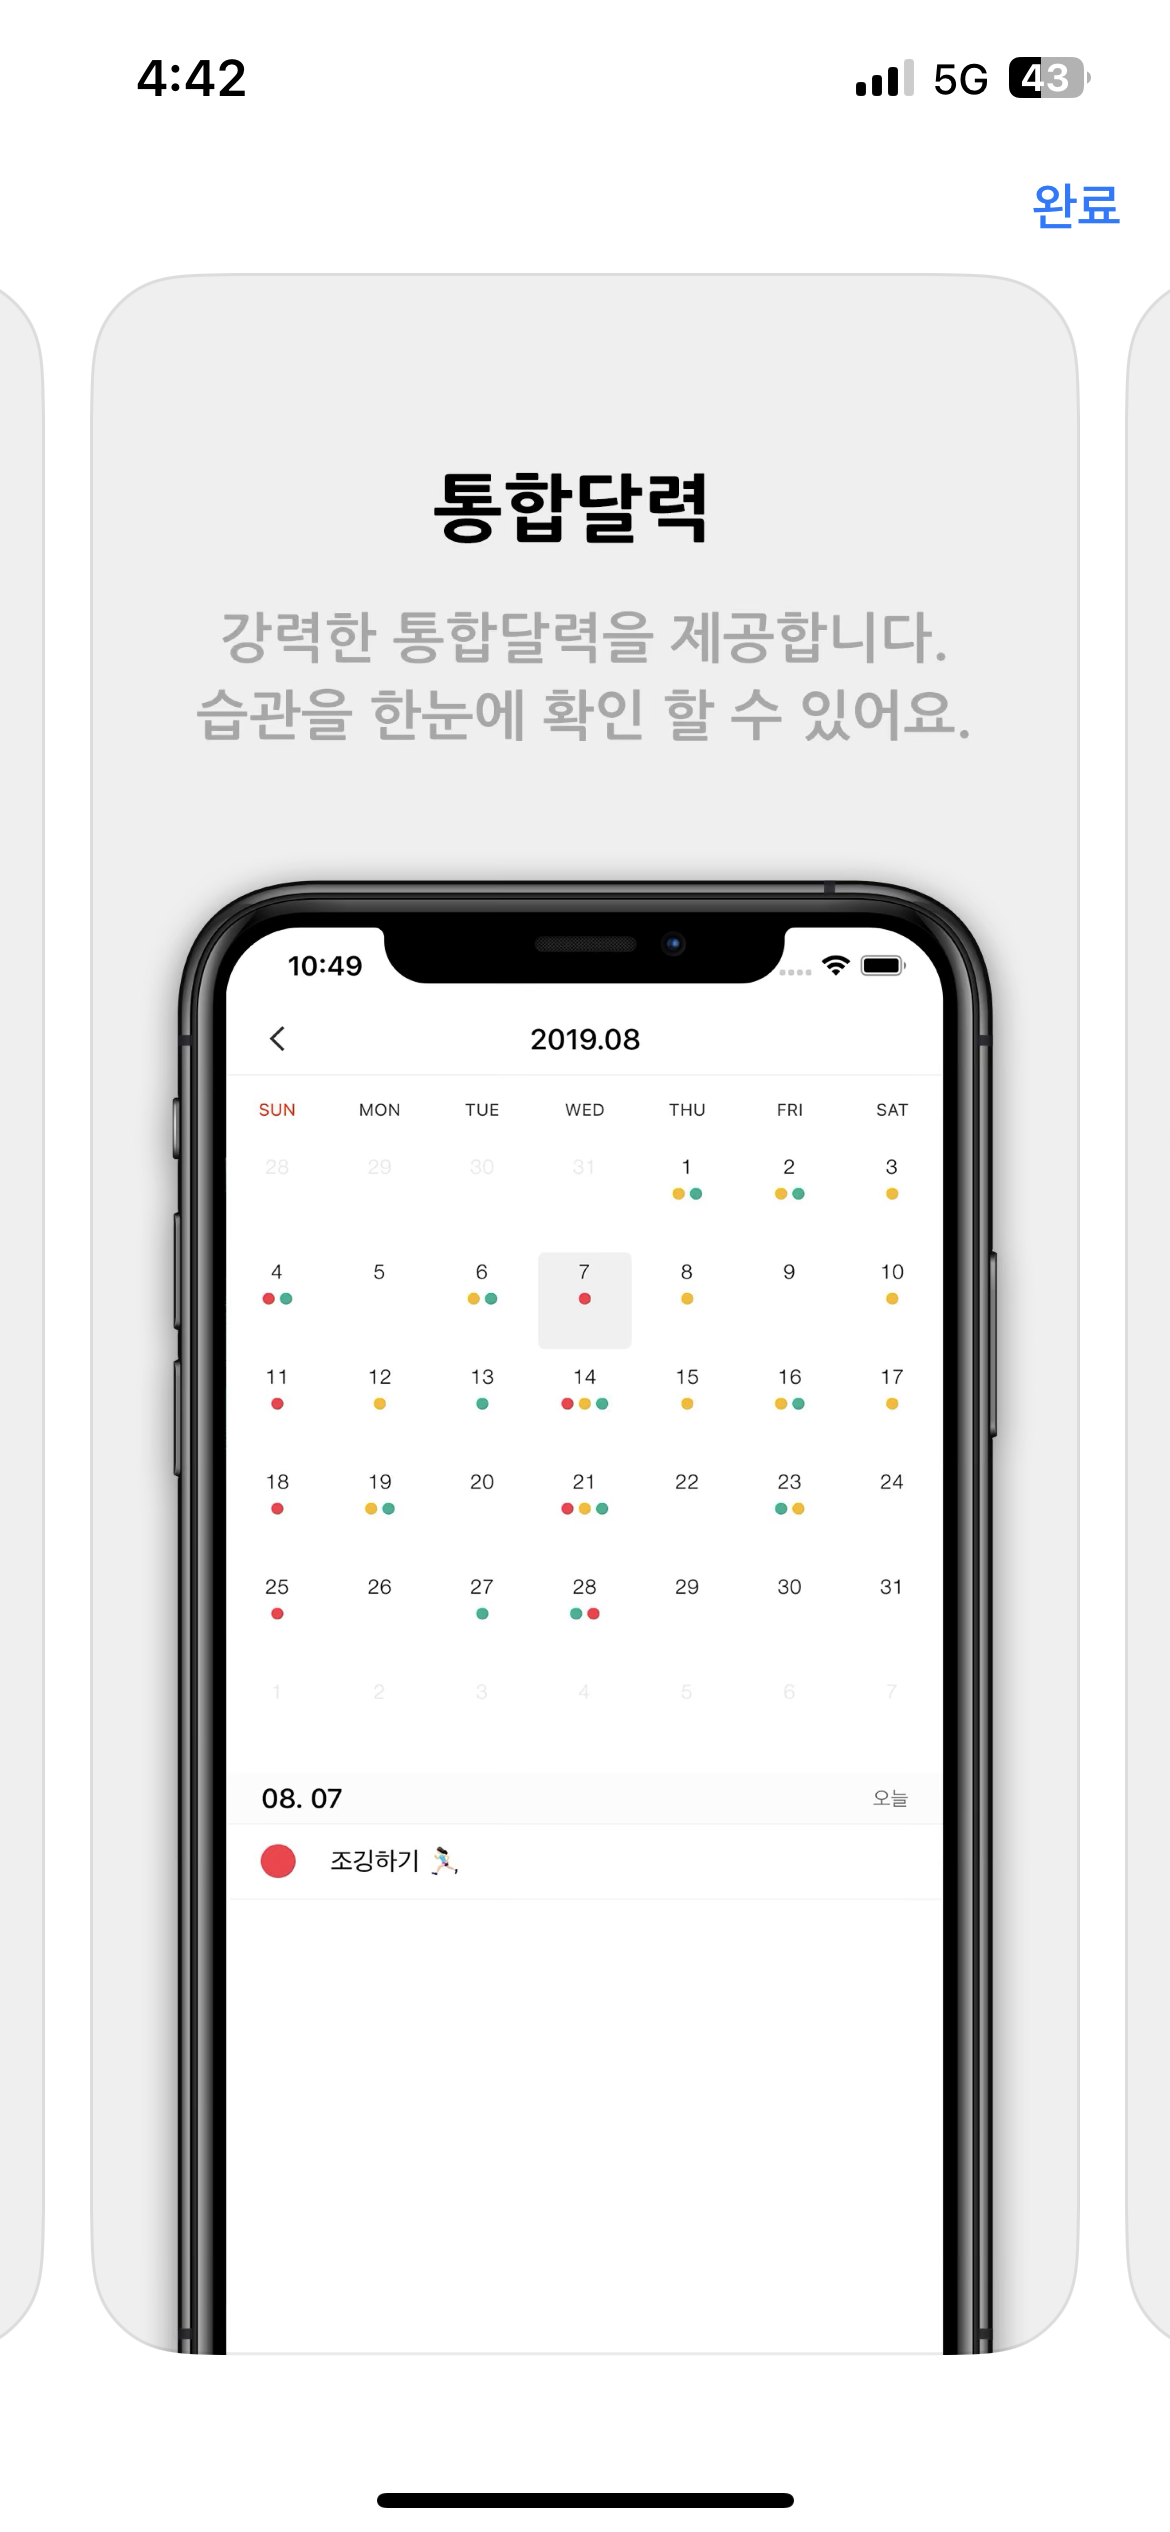 4:42
5G 43
완료
통합달력
강력한 통합달력을 제공합니다.
습관을 한눈에 확인 할 수 있어요.
10:49
2019.08
SUN MON TUE WED THU FRI SAT
28 29 30 31 1 2 3
4 5 6 7 8 9 10
11 12 13 14 15 16 17
18 19 20 21 22 23 24
25 26 27 28 29 30 31
1 2 3 4 5 6 7
08. 07 오늘
조깅하기 🏃🏻‍♀️